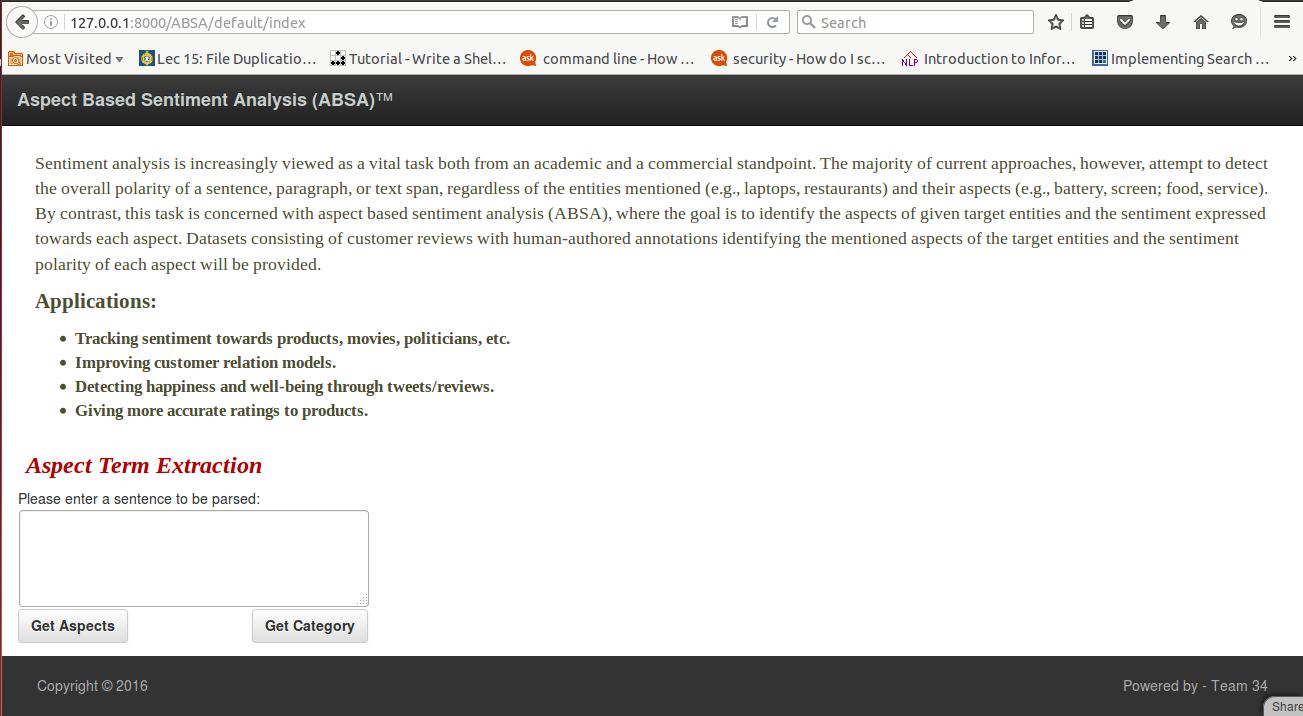 127.0.0.1:8000/ABSA/default/index
Search
Most Visited
Lec 15: File Duplicatio...
Tutorial - Write a Shel...
ask
command line - How ...
ask
security - How do I sc...
NLP
Introduction to Infor...
Implementing Search ...
»
Aspect Based Sentiment Analysis (ABSA)™
Sentiment analysis is increasingly viewed as a vital task both from an academic and a commercial standpoint. The majority of current approaches, however, attempt to detect
the overall polarity of a sentence, paragraph, or text span, regardless of the entities mentioned (e.g., laptops, restaurants) and their aspects (e.g., battery, screen; food, service).
By contrast, this task is concerned with aspect based sentiment analysis (ABSA), where the goal is to identify the aspects of given target entities and the sentiment expressed
towards each aspect. Datasets consisting of customer reviews with human-authored annotations identifying the mentioned aspects of the target entities and the sentiment
polarity of each aspect will be provided.
Applications:
• Tracking sentiment towards products, movies, politicians, etc.
• Improving customer relation models.
• Detecting happiness and well-being through tweets/reviews.
• Giving more accurate ratings to products.
Aspect Term Extraction
Please enter a sentence to be parsed:
Get Aspects
Get Category
Copyright © 2016
Powered by - Team 34
Share